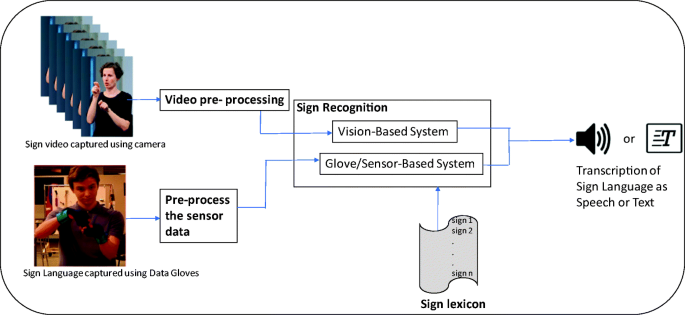 Sign video captured using camera
Video pre- processing
Sign Recognition
Vision-Based System
Glove/Sensor-Based System
or
T
Transcription of
Sign Language as
Speech or Text
Pre-process
the sensor
data
Sign Language captured using Data Gloves
sign 1
sign 2
.
.
.
sign n
Sign lexicon